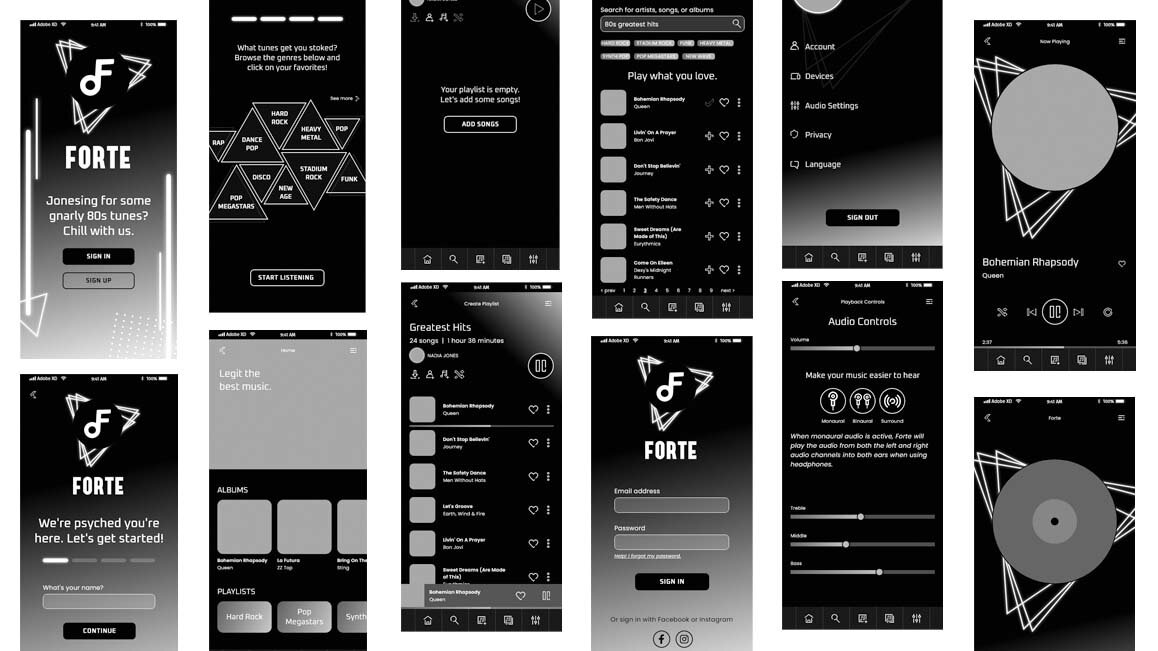 Adobe XD
9:41 AM
100%
FORTE
Jonesing for some
gnarly 80s tunes?
Chill with us.
SIGN IN
SIGN UP
Adobe XD
9:41 AM
100%
FORTE
We're psyched you're
here. Let's get started!
What's your name?
CONTINUE
What tunes get you stoked?
Browse the genres below and
click on your favorites!
See more
HARD
ROCK
HEAVY
METAL
POP
RAP
DANCE
POP
STADIUM
ROCK
DISCO
NEW
AGE
FUNK
POP
MEGASTARS
START LISTENING
Adobe XD
9:41 AM
100%
Home
Legit the
best music.
ALBUMS
Bohemian Rhapsody
Queen
La Futura
ZZ Top
Bring On The
Sting
PLAYLISTS
Hard Rock
Pop
Megastars
Synth
Your playlist is empty.
Let's add some songs!
ADD SONGS
Adobe XD
9:41 AM
100%
Create Playlist
Greatest Hits
24 songs | 1 hour 36 minutes
NADIA JONES
Bohemian Rhapsody
Queen
Don't Stop Believin'
Journey
The Safety Dance
Men Without Hats
Let's Groove
Earth, Wind & Fire
Livin' On A Prayer
Bon Jovi
Sweet Dreams (Are
Made of This)
Bohemian Rhapsody
Queen
Search for artists, songs, or albums
80s greatest hits
HARD ROCK
STADIUM ROCK
FUNK
HEAVY METAL
SYNTH POP
POP MEGASTARS
NEW WAVE
Play what you love.
Bohemian Rhapsody
Queen
Livin' On A Prayer
Bon Jovi
Don't Stop Believin'
Journey
The Safety Dance
Men Without Hats
Sweet Dreams (Are
Made of This)
Eurythmics
Come On Eileen
Dexy's Midnight
Runners
< prev 1 2 3 4 5 6 7 8 9 next >
Adobe XD
9:41 AM
100%
FORTE
Email address
Password
Help! I forgot my password.
SIGN IN
Or sign in with Facebook or Instagram
Account
Devices
Audio Settings
Privacy
Language
SIGN OUT
Adobe XD
9:41 AM
100%
Playback Controls
Audio Controls
Volume
Make your music easier to hear
Monaural
Binaural
Surround
When monaural audio is active, Forte will
play the audio from both the left and right
audio channels into both ears when using
headphones.
Treble
Middle
Bass
Adobe XD
9:41 AM
100%
Now Playing
Bohemian Rhapsody
Queen
2:37
5:36
Adobe XD
9:41 AM
100%
Forte